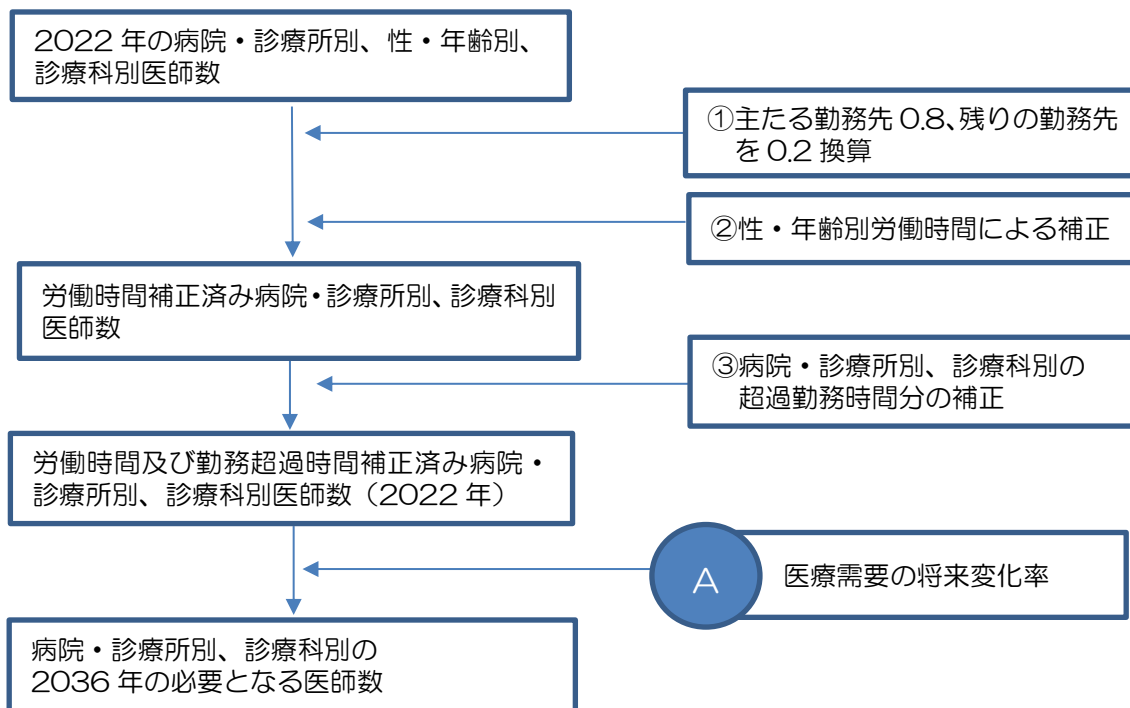 2022 年の病院・診療所別、性・年齢別、
診療科別医師数
①主たる勤務先 0.8、残りの勤務先
を 0.2 換算
②性・年齢別労働時間による補正
労働時間補正済み病院・診療所別、診療科別
医師数
③病院・診療所別、診療科別の
超過勤務時間分の補正
労働時間及び勤務超過時間補正済み病院・
診療所別、診療科別医師数（2022 年）
A
医療需要の将来変化率
病院・診療所別、診療科別の
2036 年の必要となる医師数